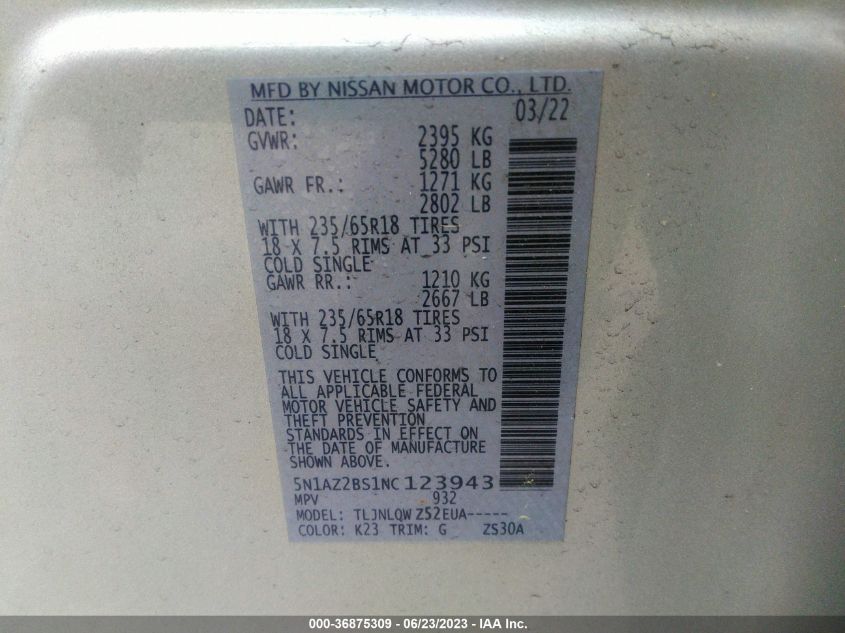 MFD BY NISSAN MOTOR CO., LTD.
DATE: 03/22
GVWR: 2395 KG
5280 LB
GAWR FR.: 1271 KG
2802 LB
WITH 235/65R18 TIRES
18 X 7.5 RIMS AT 33 PSI
COLD SINGLE
GAWR RR.: 1210 KG
2667 LB
WITH 235/65R18 TIRES
18 X 7.5 RIMS AT 33 PSI
COLD SINGLE
THIS VEHICLE CONFORMS TO
ALL APPLICABLE FEDERAL
MOTOR VEHICLE SAFETY AND
THEFT PREVENTION
STANDARDS IN EFFECT ON
THE DATE OF MANUFACTURE
SHOWN ABOVE.
5N1AZ2BS1NC123943
MPV 932
MODEL: TLJNLQWZ52EUA-----
COLOR: K23 TRIM: G ZS30A
000-36875309 - 06/23/2023 - IAA Inc.